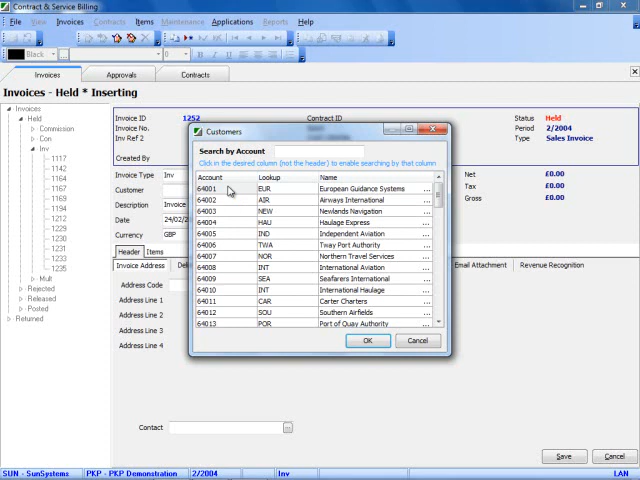 Contract & Service Billing
File View Invoices Contracts Items Maintenance Applications Reports Help
Black 0
Invoices Approvals Contracts
Invoices - Held * Inserting
Invoices
Held
Commission
Con
Inv
1117
1142
1164
1167
1169
1194
1212
1229
1230
1231
1233
1235
Mult
Rejected
Released
Posted
Returned
Invoice ID 1252 Contract ID
Invoice No.
Inv Ref 2
Created By
Status Held
Period 2/2004
Type Sales Invoice
Invoice Type Inv
Customer
Description Invoice
Date 24/02/
Currency GBP
Net £0.00
Tax £0.00
Gross £0.00
Header Items
Invoice Address Email Attachment Revenue Recognition
Address Code
Address Line 1
Address Line 2
Address Line 3
Address Line 4
Contact ...
Customers
Search by Account
Click in the desired column (not the header) to enable searching by that column
Account Lookup Name
64001 EUR European Guidance Systems ...
64002 AIR Airways International ...
64003 NEW Newlands Navigation ...
64004 HAU Haulage Express ...
64005 IND Independent Aviation ...
64006 TWA Tway Port Authority ...
64007 NOR Northern Travel Services ...
64008 INT International Aviation ...
64009 SEA Seafarers International ...
64010 INT International Haulage ...
64011 CAR Carter Charters ...
64012 SOU Southern Airfields ...
64013 POR Port of Quay Authority ...
OK Cancel
Save Cancel
SUN - SunSystems PKP - PKP Demonstration 2/2004 Inv LAN